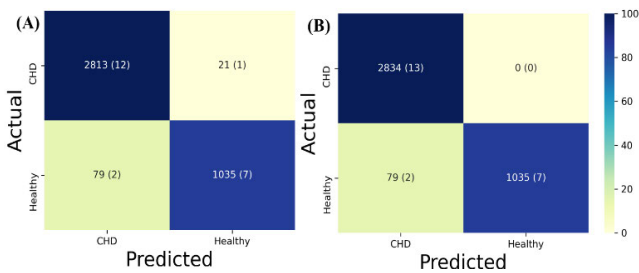 (A)
Actual
CHD
Healthy
2813 (12)
21 (1)
79 (2)
1035 (7)
CHD
Healthy
Predicted
(B)
Actual
CHD
Healthy
2834 (13)
0 (0)
79 (2)
1035 (7)
CHD
Healthy
Predicted
100
80
60
40
20
0